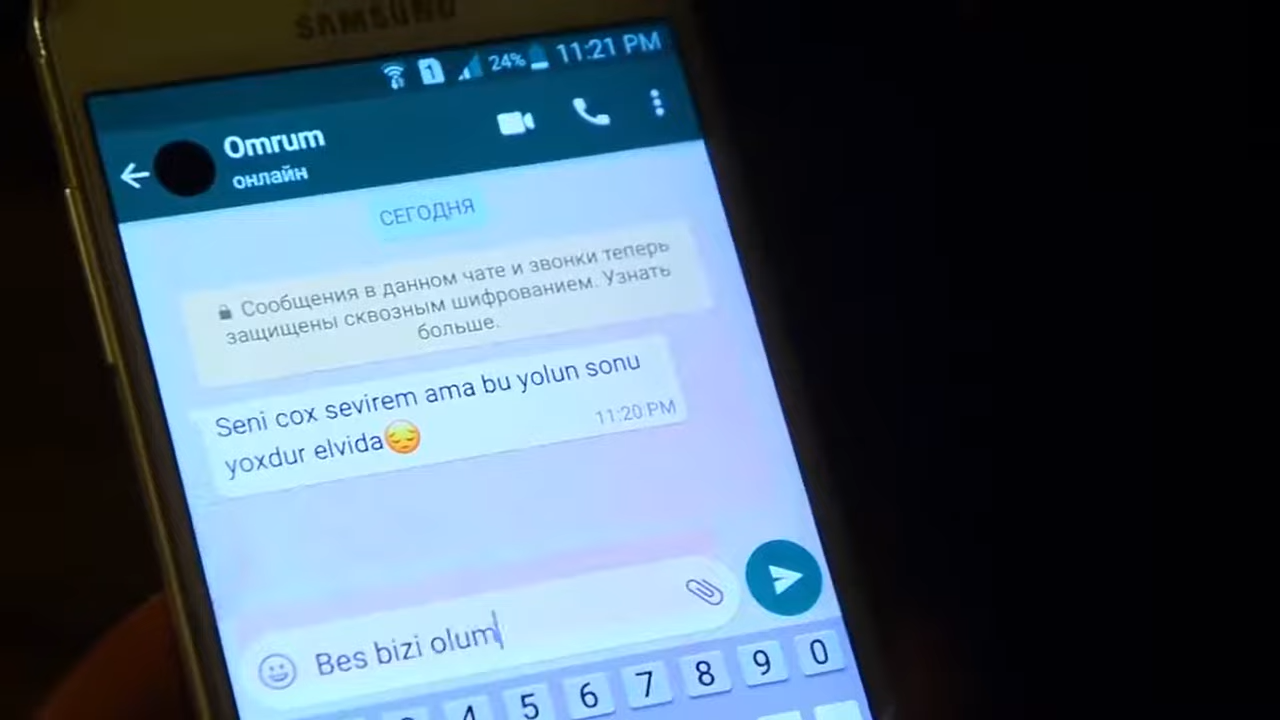 SAMSUNG
1 24% 11:21 PM
Omrum
онлайн
СЕГОДНЯ
Сообщения в данном чате и звонки теперь
защищены сквозным шифрованием. Узнать
больше.
Seni cox sevirem ama bu yolun sonu
yoxdur elvida😔
11:20 PM
Bes bizi olum
4 5 6 7 8 9 0